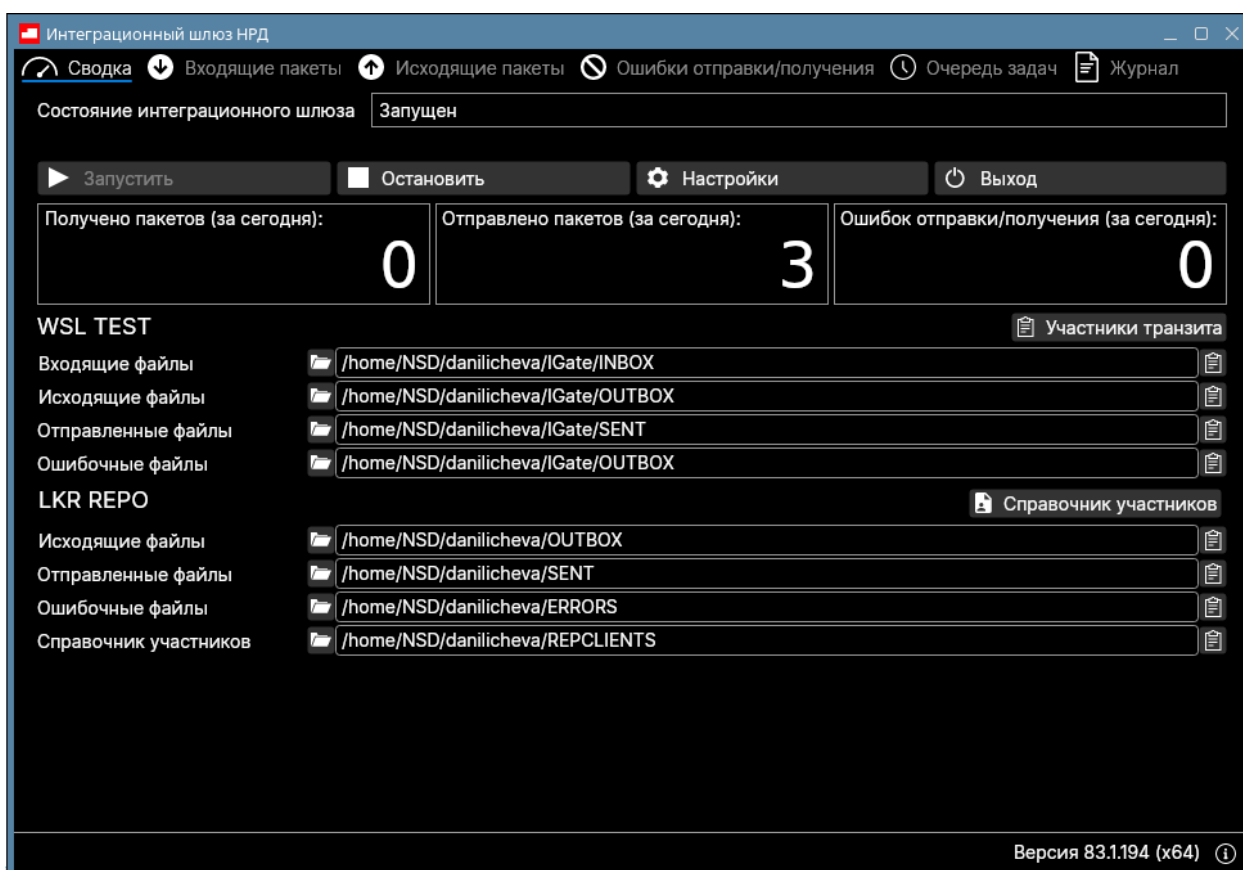 Интеграционный шлюз НРД
Сводка Входящие пакеты Исходящие пакеты Ошибки отправки/получения Очередь задач Журнал
Состояние интеграционного шлюза Запущен
Запустить Остановить Настройки Выход
Получено пакетов (за сегодня): Отправлено пакетов (за сегодня): Ошибок отправки/получения (за сегодня):
0 3 0
WSL TEST Участники транзита
Входящие файлы /home/NSD/danilicheva/IGate/INBOX
Исходящие файлы /home/NSD/danilicheva/IGate/OUTBOX
Отправленные файлы /home/NSD/danilicheva/IGate/SENT
Ошибочные файлы /home/NSD/danilicheva/IGate/OUTBOX
LKR REPO Справочник участников
Исходящие файлы /home/NSD/danilicheva/OUTBOX
Отправленные файлы /home/NSD/danilicheva/SENT
Ошибочные файлы /home/NSD/danilicheva/ERRORS
Справочник участников /home/NSD/danilicheva/REPCLIENTS
Версия 83.1.194 (x64)